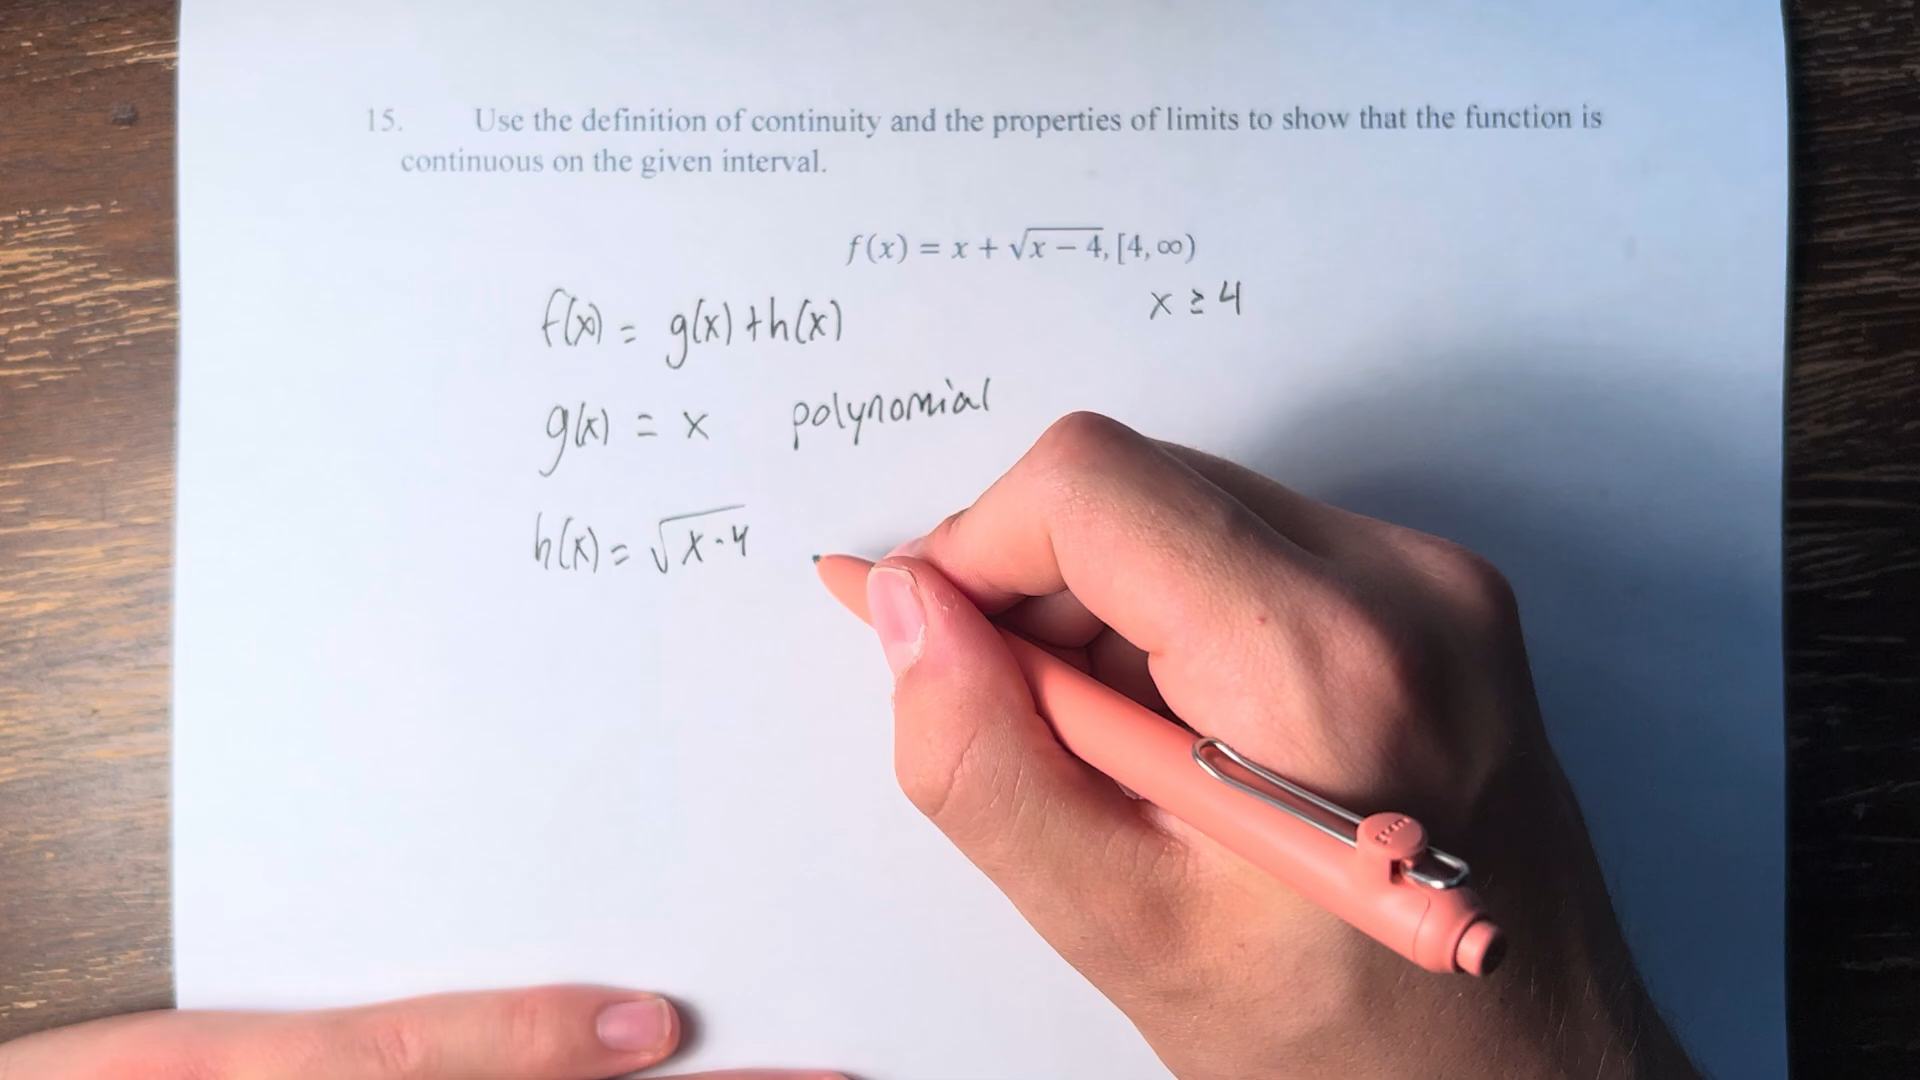 15. Use the definition of continuity and the properties of limits to show that the function is
continuous on the given interval.
f(x) = x + √x − 4, [4, ∞)
x ≥ 4
f(x) = g(x) + h(x)
g(x) = x polynomial
h(x) = √x-4